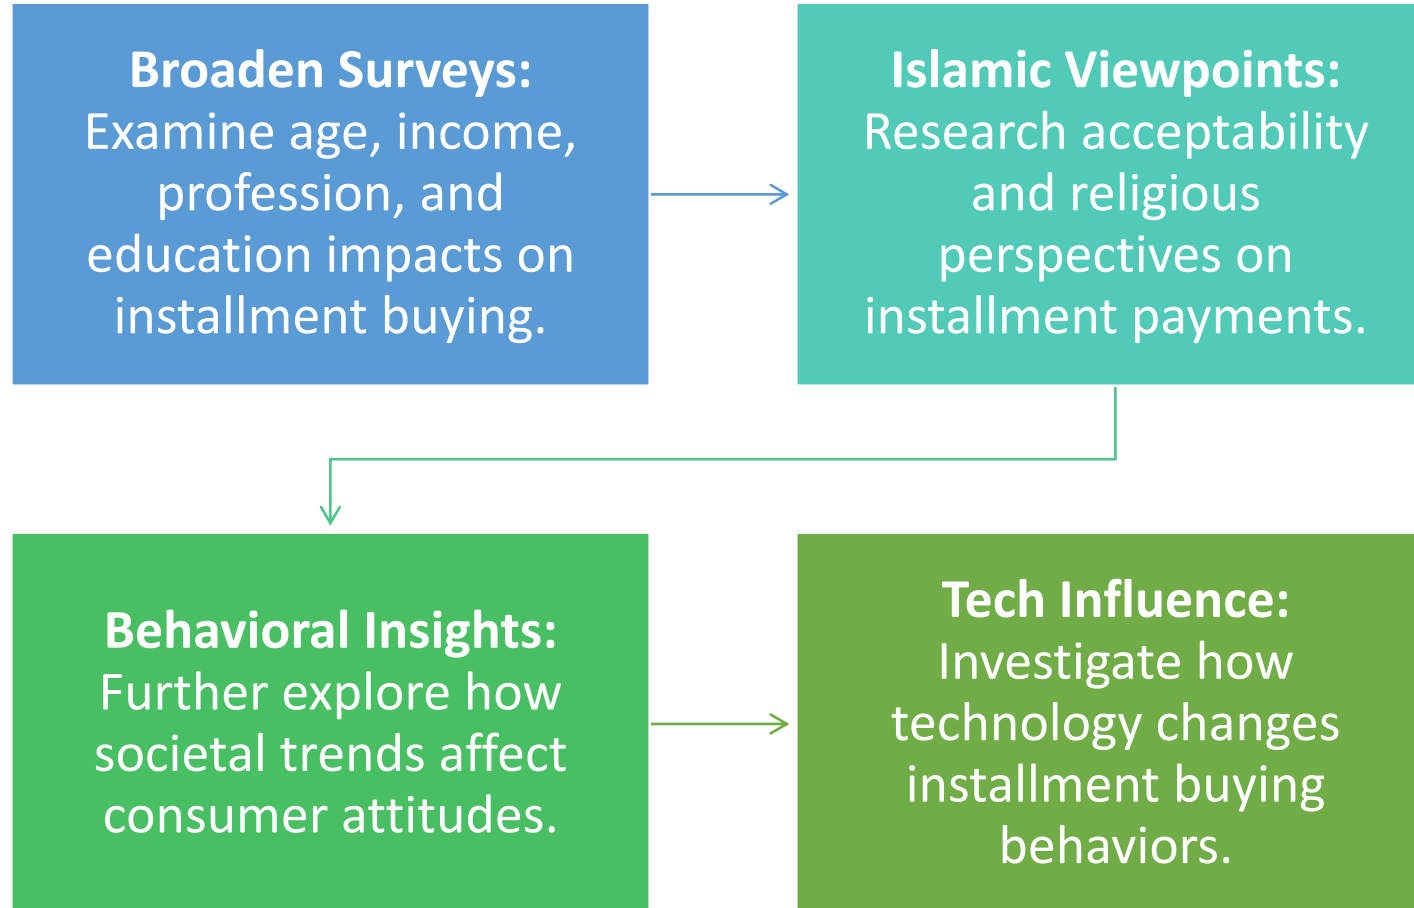 Broaden Surveys:
Examine age, income,
profession, and
education impacts on
installment buying.
Islamic Viewpoints:
Research acceptability
and religious
perspectives on
installment payments.
Behavioral Insights:
Further explore how
societal trends affect
consumer attitudes.
Tech Influence:
Investigate how
technology changes
installment buying
behaviors.